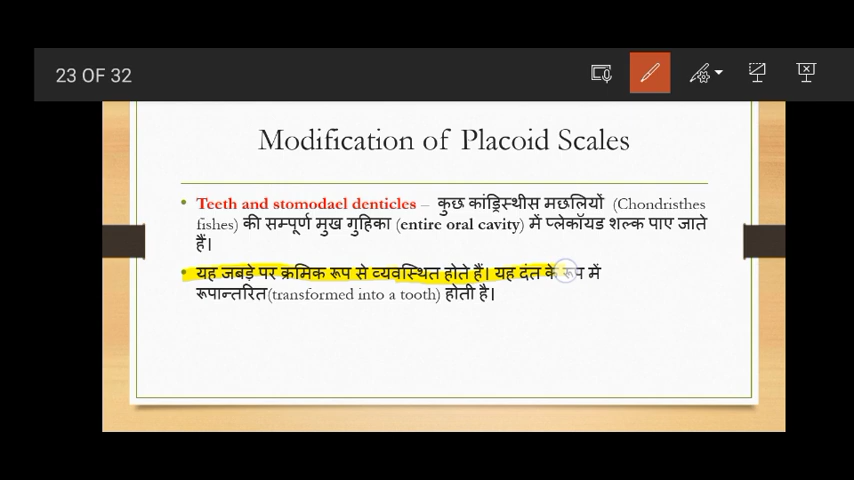 23 OF 32
Modification of Placoid Scales
• Teeth and stomodael denticles – कुछ कांड्रिस्थीस मछलियों (Chondristhes
fishes) की सम्पूर्ण मुख गुहिका (entire oral cavity) में प्लेकॉयड शल्क पाए जाते
हैं।
• यह जबड़े पर क्रमिक रूप से व्यवस्थित होते हैं। यह दंत के रूप में
रूपान्तरित(transformed into a tooth) होती है।